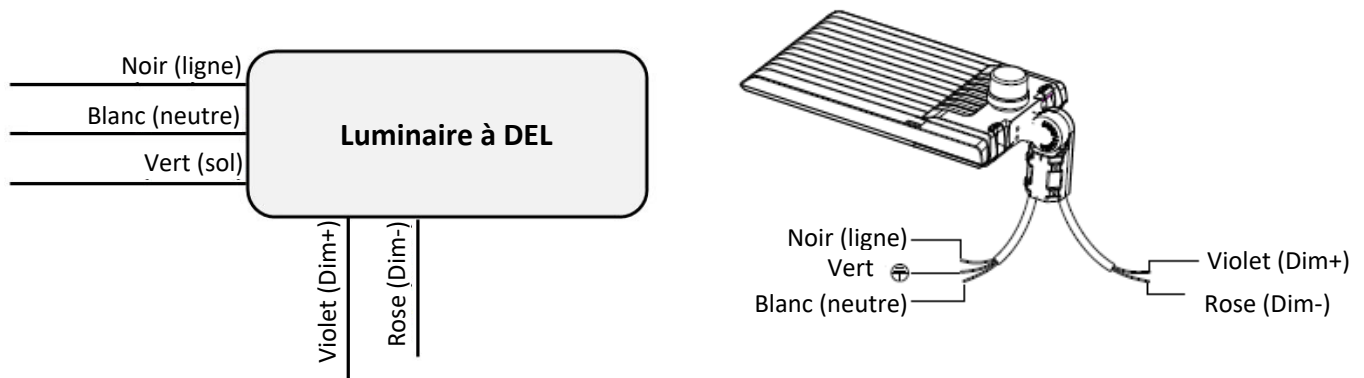 Noir (ligne)
Blanc (neutre)
Vert (sol)
Luminaire à DEL
Violet (Dim+)
Rose (Dim-)
Noir (ligne)
Vert
Blanc (neutre)
Violet (Dim+)
Rose (Dim-)